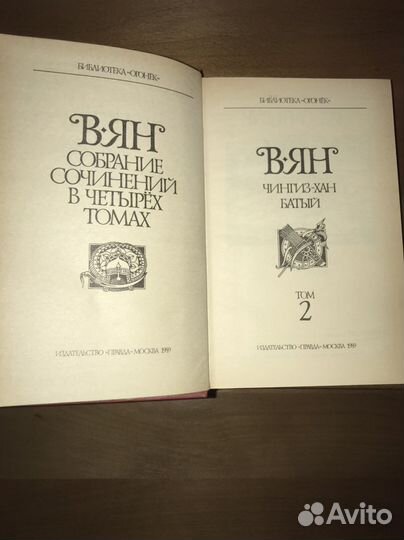 БИБЛИОТЕКА «ОГОНЁК»
В·ЯН
СОБРАНИЕ
СОЧИНЕНИЙ
В ЧЕТЫРЁХ
ТОМАХ
ИЗДАТЕЛЬСТВО «ПРАВДА» МОСКВА 1989
БИБЛИОТЕКА «ОГОНЁК»
В·ЯН
ЧИНГИЗ-ХАН
БАТЫЙ
ТОМ
2
ИЗДАТЕЛЬСТВО «ПРАВДА» МОСКВА 1989
Avito